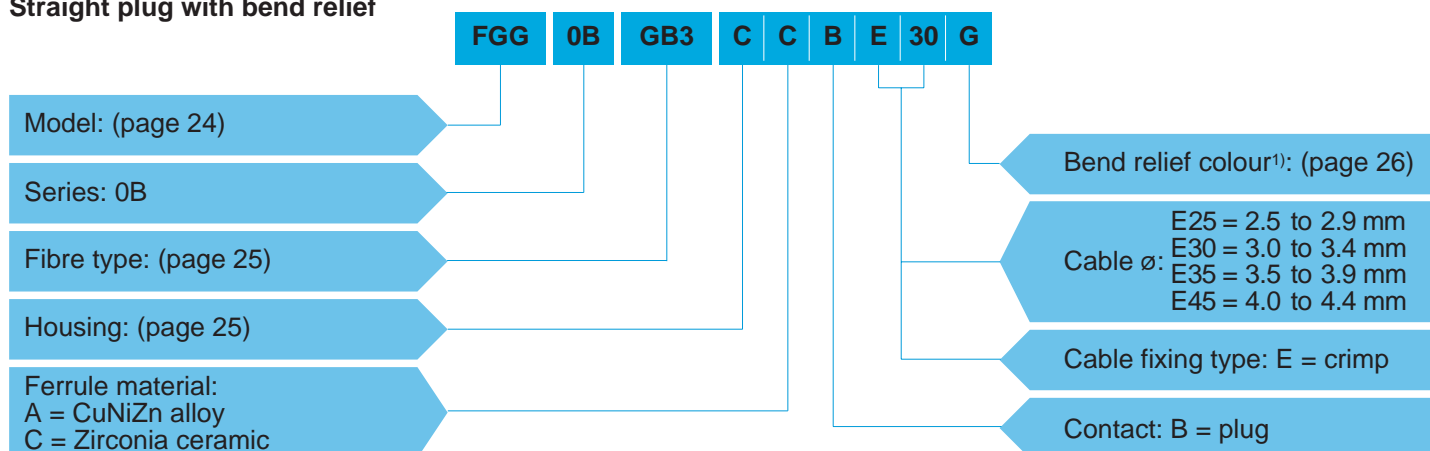 Straight plug with bend relief
FGG 0B GB3 C C B E 30 G
Model: (page 24)
Series: 0B
Fibre type: (page 25)
Housing: (page 25)
Ferrule material:
A = CuNiZn alloy
C = Zirconia ceramic
Bend relief colour1): (page 26)
Cable ø:
E25 = 2.5 to 2.9 mm
E30 = 3.0 to 3.4 mm
E35 = 3.5 to 3.9 mm
E45 = 4.0 to 4.4 mm
Cable fixing type: E = crimp
Contact: B = plug